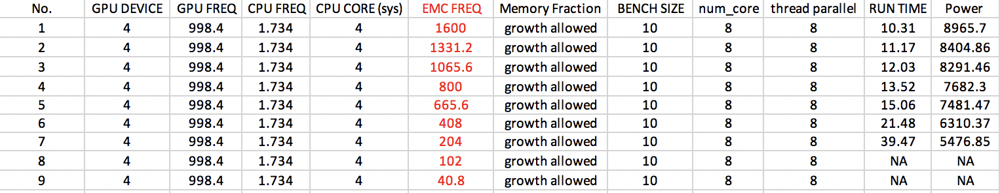 No. GPU DEVICE GPU FREQ CPU FREQ CPU CORE (sys) EMC FREQ Memory Fraction BENCH SIZE num_core thread parallel RUN TIME Power
1 4 998.4 1.734 4 1600 growth allowed 10 8 8 10.31 8965.7
2 4 998.4 1.734 4 1331.2 growth allowed 10 8 8 11.17 8404.86
3 4 998.4 1.734 4 1065.6 growth allowed 10 8 8 12.03 8291.46
4 4 998.4 1.734 4 800 growth allowed 10 8 8 13.52 7682.3
5 4 998.4 1.734 4 665.6 growth allowed 10 8 8 15.06 7481.47
6 4 998.4 1.734 4 408 growth allowed 10 8 8 21.48 6310.37
7 4 998.4 1.734 4 204 growth allowed 10 8 8 39.47 5476.85
8 4 998.4 1.734 4 102 growth allowed 10 8 8 NA NA
9 4 998.4 1.734 4 40.8 growth allowed 10 8 8 NA NA